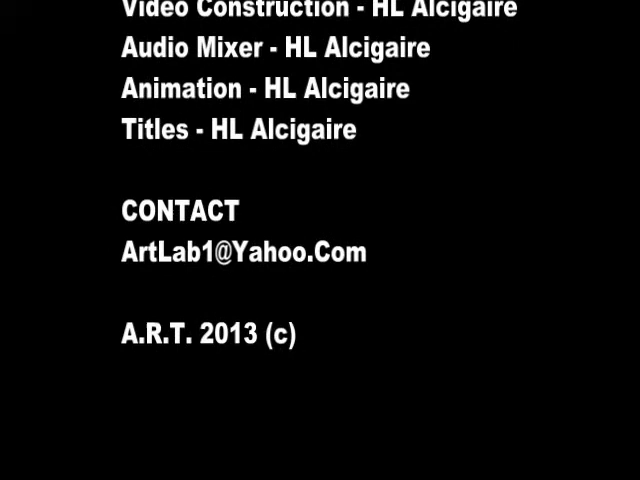 Video Construction - HL Alcigaire
Audio Mixer - HL Alcigaire
Animation - HL Alcigaire
Titles - HL Alcigaire
CONTACT
ArtLab1@Yahoo.Com
A.R.T. 2013 (c)